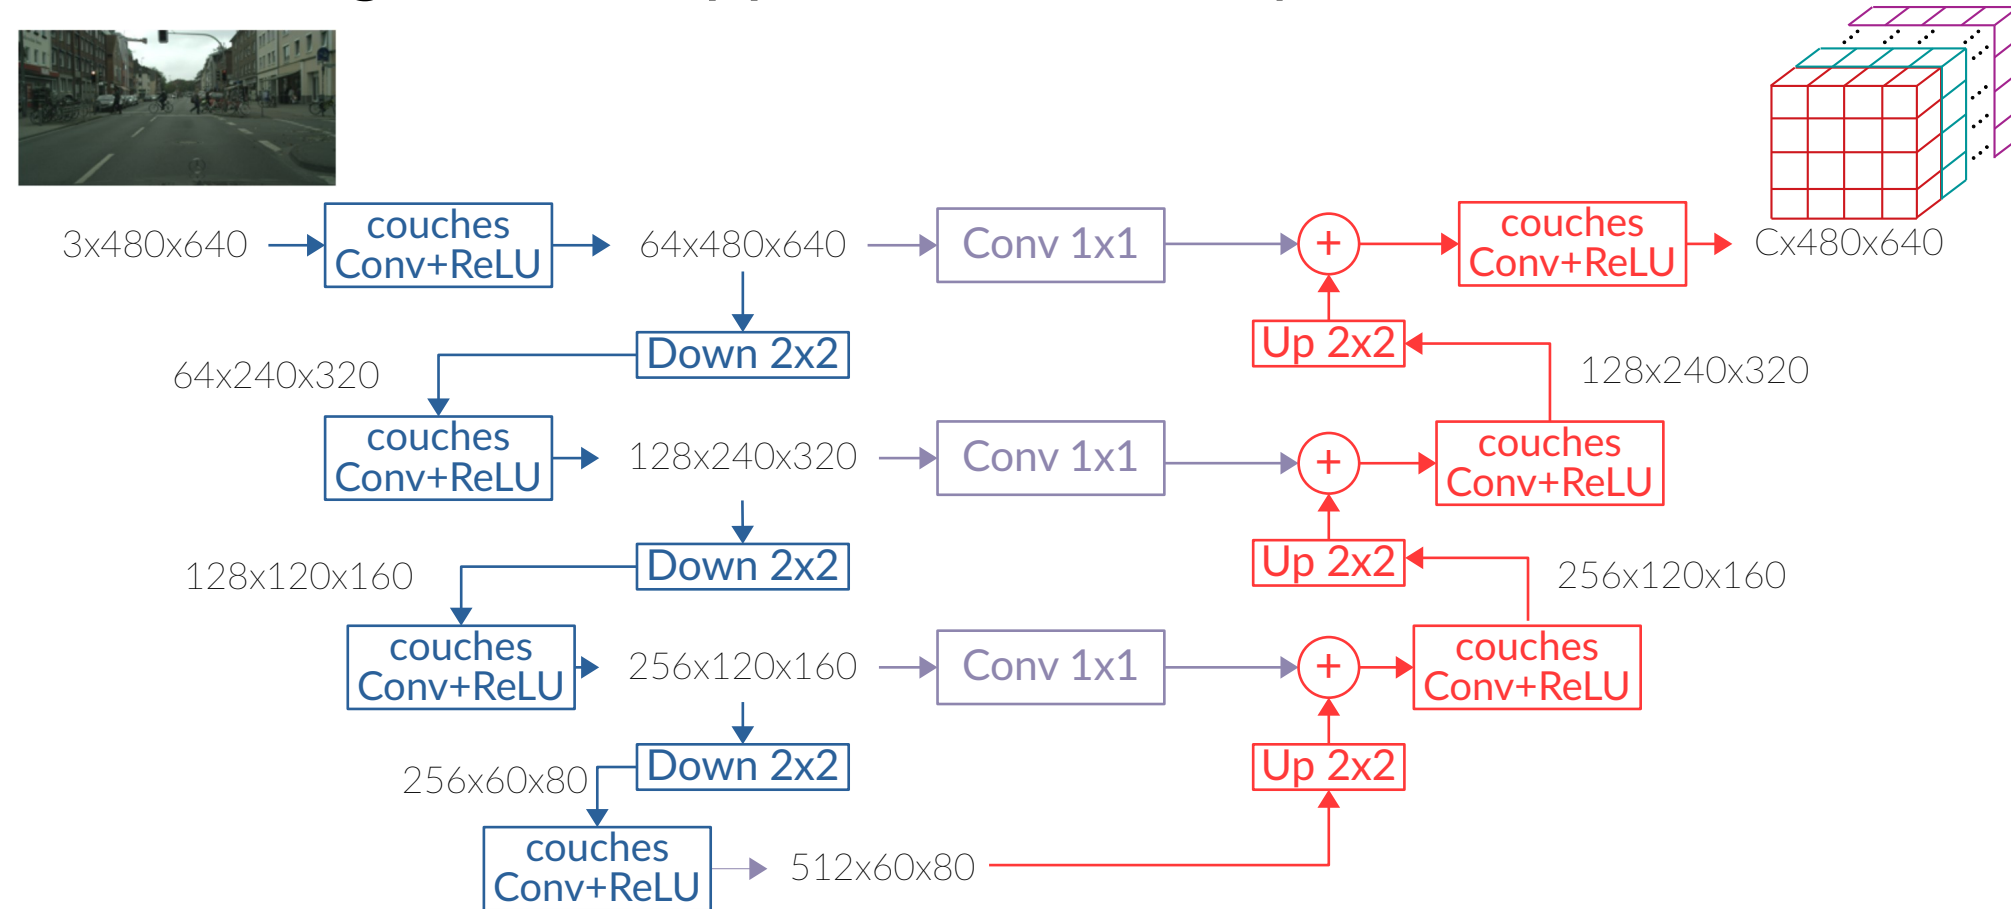 3x480x640
couches
Conv+ReLU
64x480x640
Conv 1x1
+
couches
Conv+ReLU
Cx480x640
Down 2x2
Up 2x2
64x240x320
128x240x320
couches
Conv+ReLU
128x240x320
Conv 1x1
+
couches
Conv+ReLU
Down 2x2
Up 2x2
128x120x160
256x120x160
couches
Conv+ReLU
256x120x160
Conv 1x1
+
couches
Conv+ReLU
Down 2x2
Up 2x2
256x60x80
couches
Conv+ReLU
512x60x80